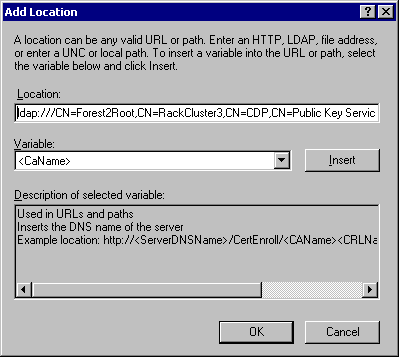 Add Location
A location can be any valid URL or path. Enter an HTTP, LDAP, file address,
or enter a UNC or local path. To insert a variable into the URL or path, select
the variable below and click Insert.
Location:
ldap:///CN=Forest2Root,CN=RackCluster3,CN=CDP,CN=Public Key Servic
Variable:
<CaName>
Insert
Description of selected variable:
Used in URLs and paths
Inserts the DNS name of the server
Example location: http://<ServerDNSName>/CertEnroll/<CAName><CRLNa
OK
Cancel